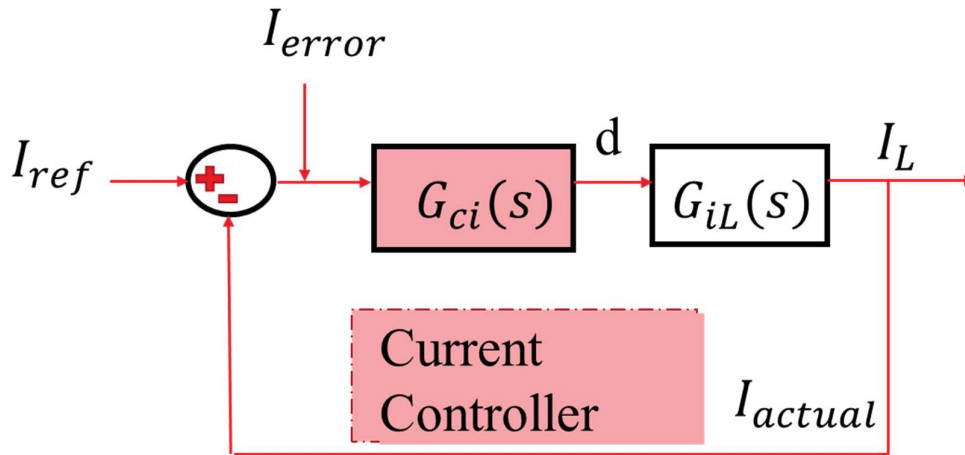 I_error
I_ref
+
-
G_ci(s)
d
G_iL(s)
I_L
Current
Controller
I_actual